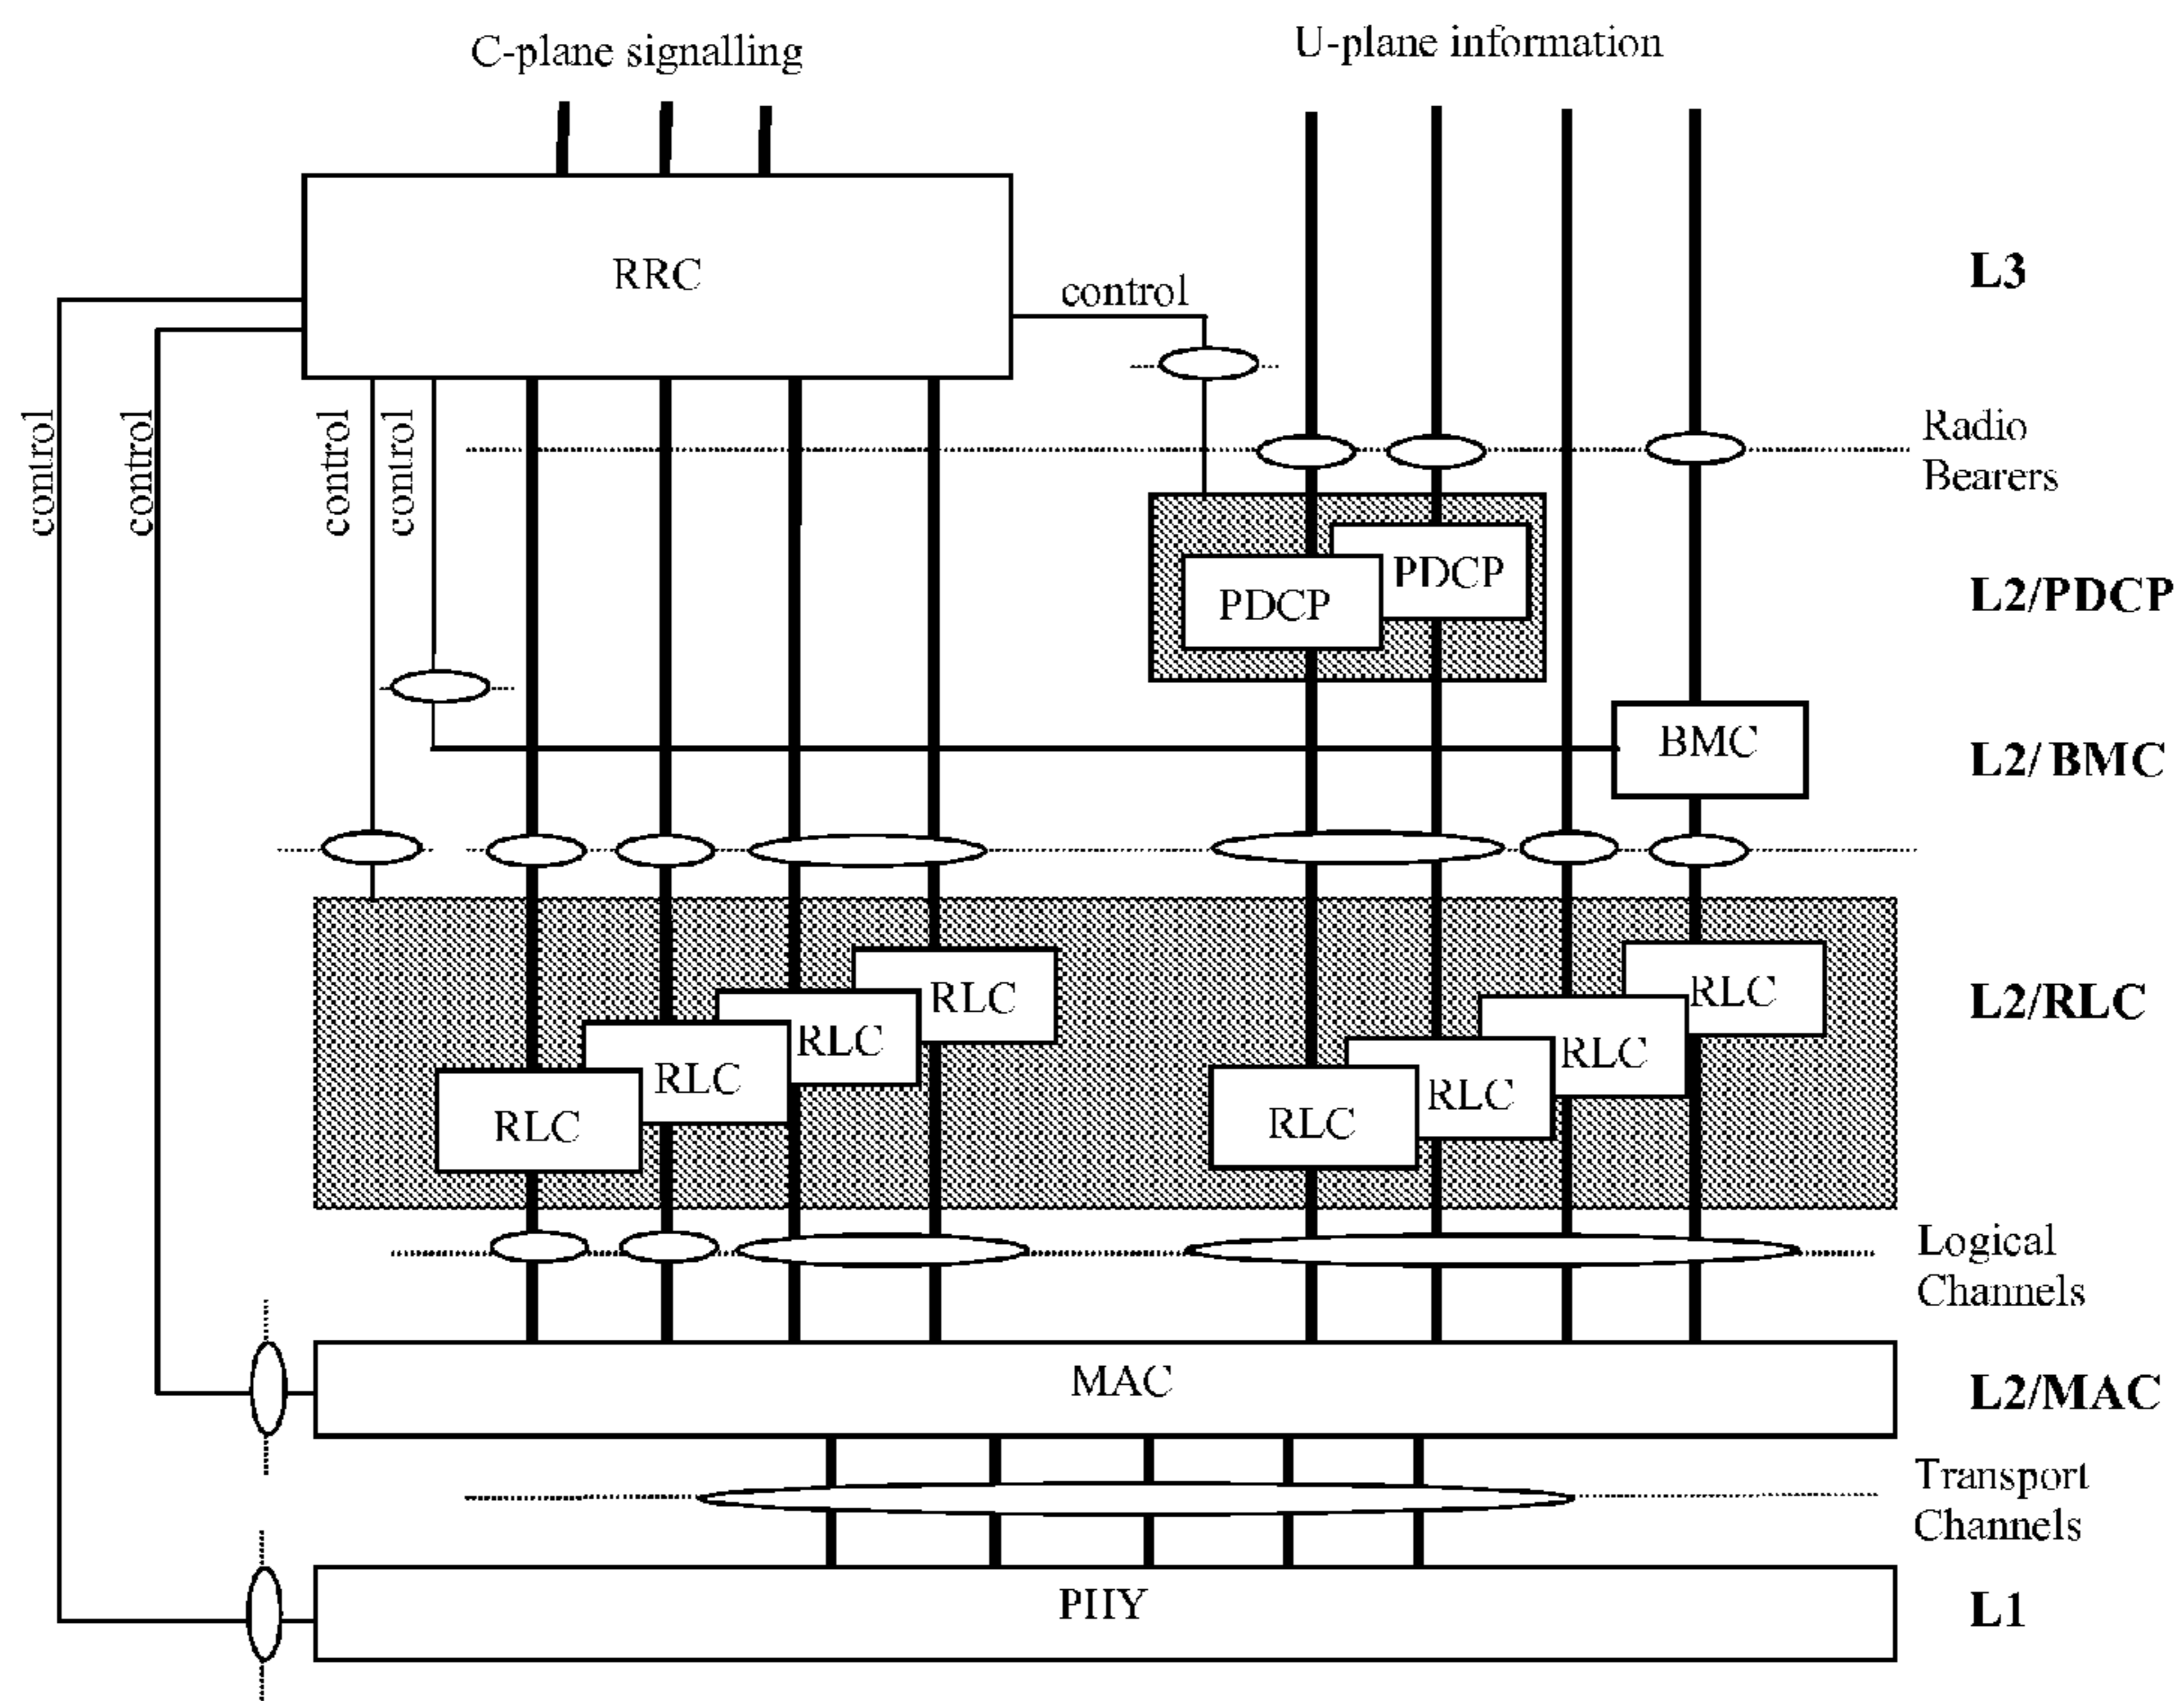 C-plane signalling
U-plane information
RRC
control
L3
control
control
control
control
Radio
Bearers
PDCP
PDCP
L2/PDCP
BMC
L2/BMC
RLC
RLC
RLC
RLC
RLC
RLC
RLC
RLC
L2/RLC
Logical
Channels
MAC
L2/MAC
Transport
Channels
PHY
L1